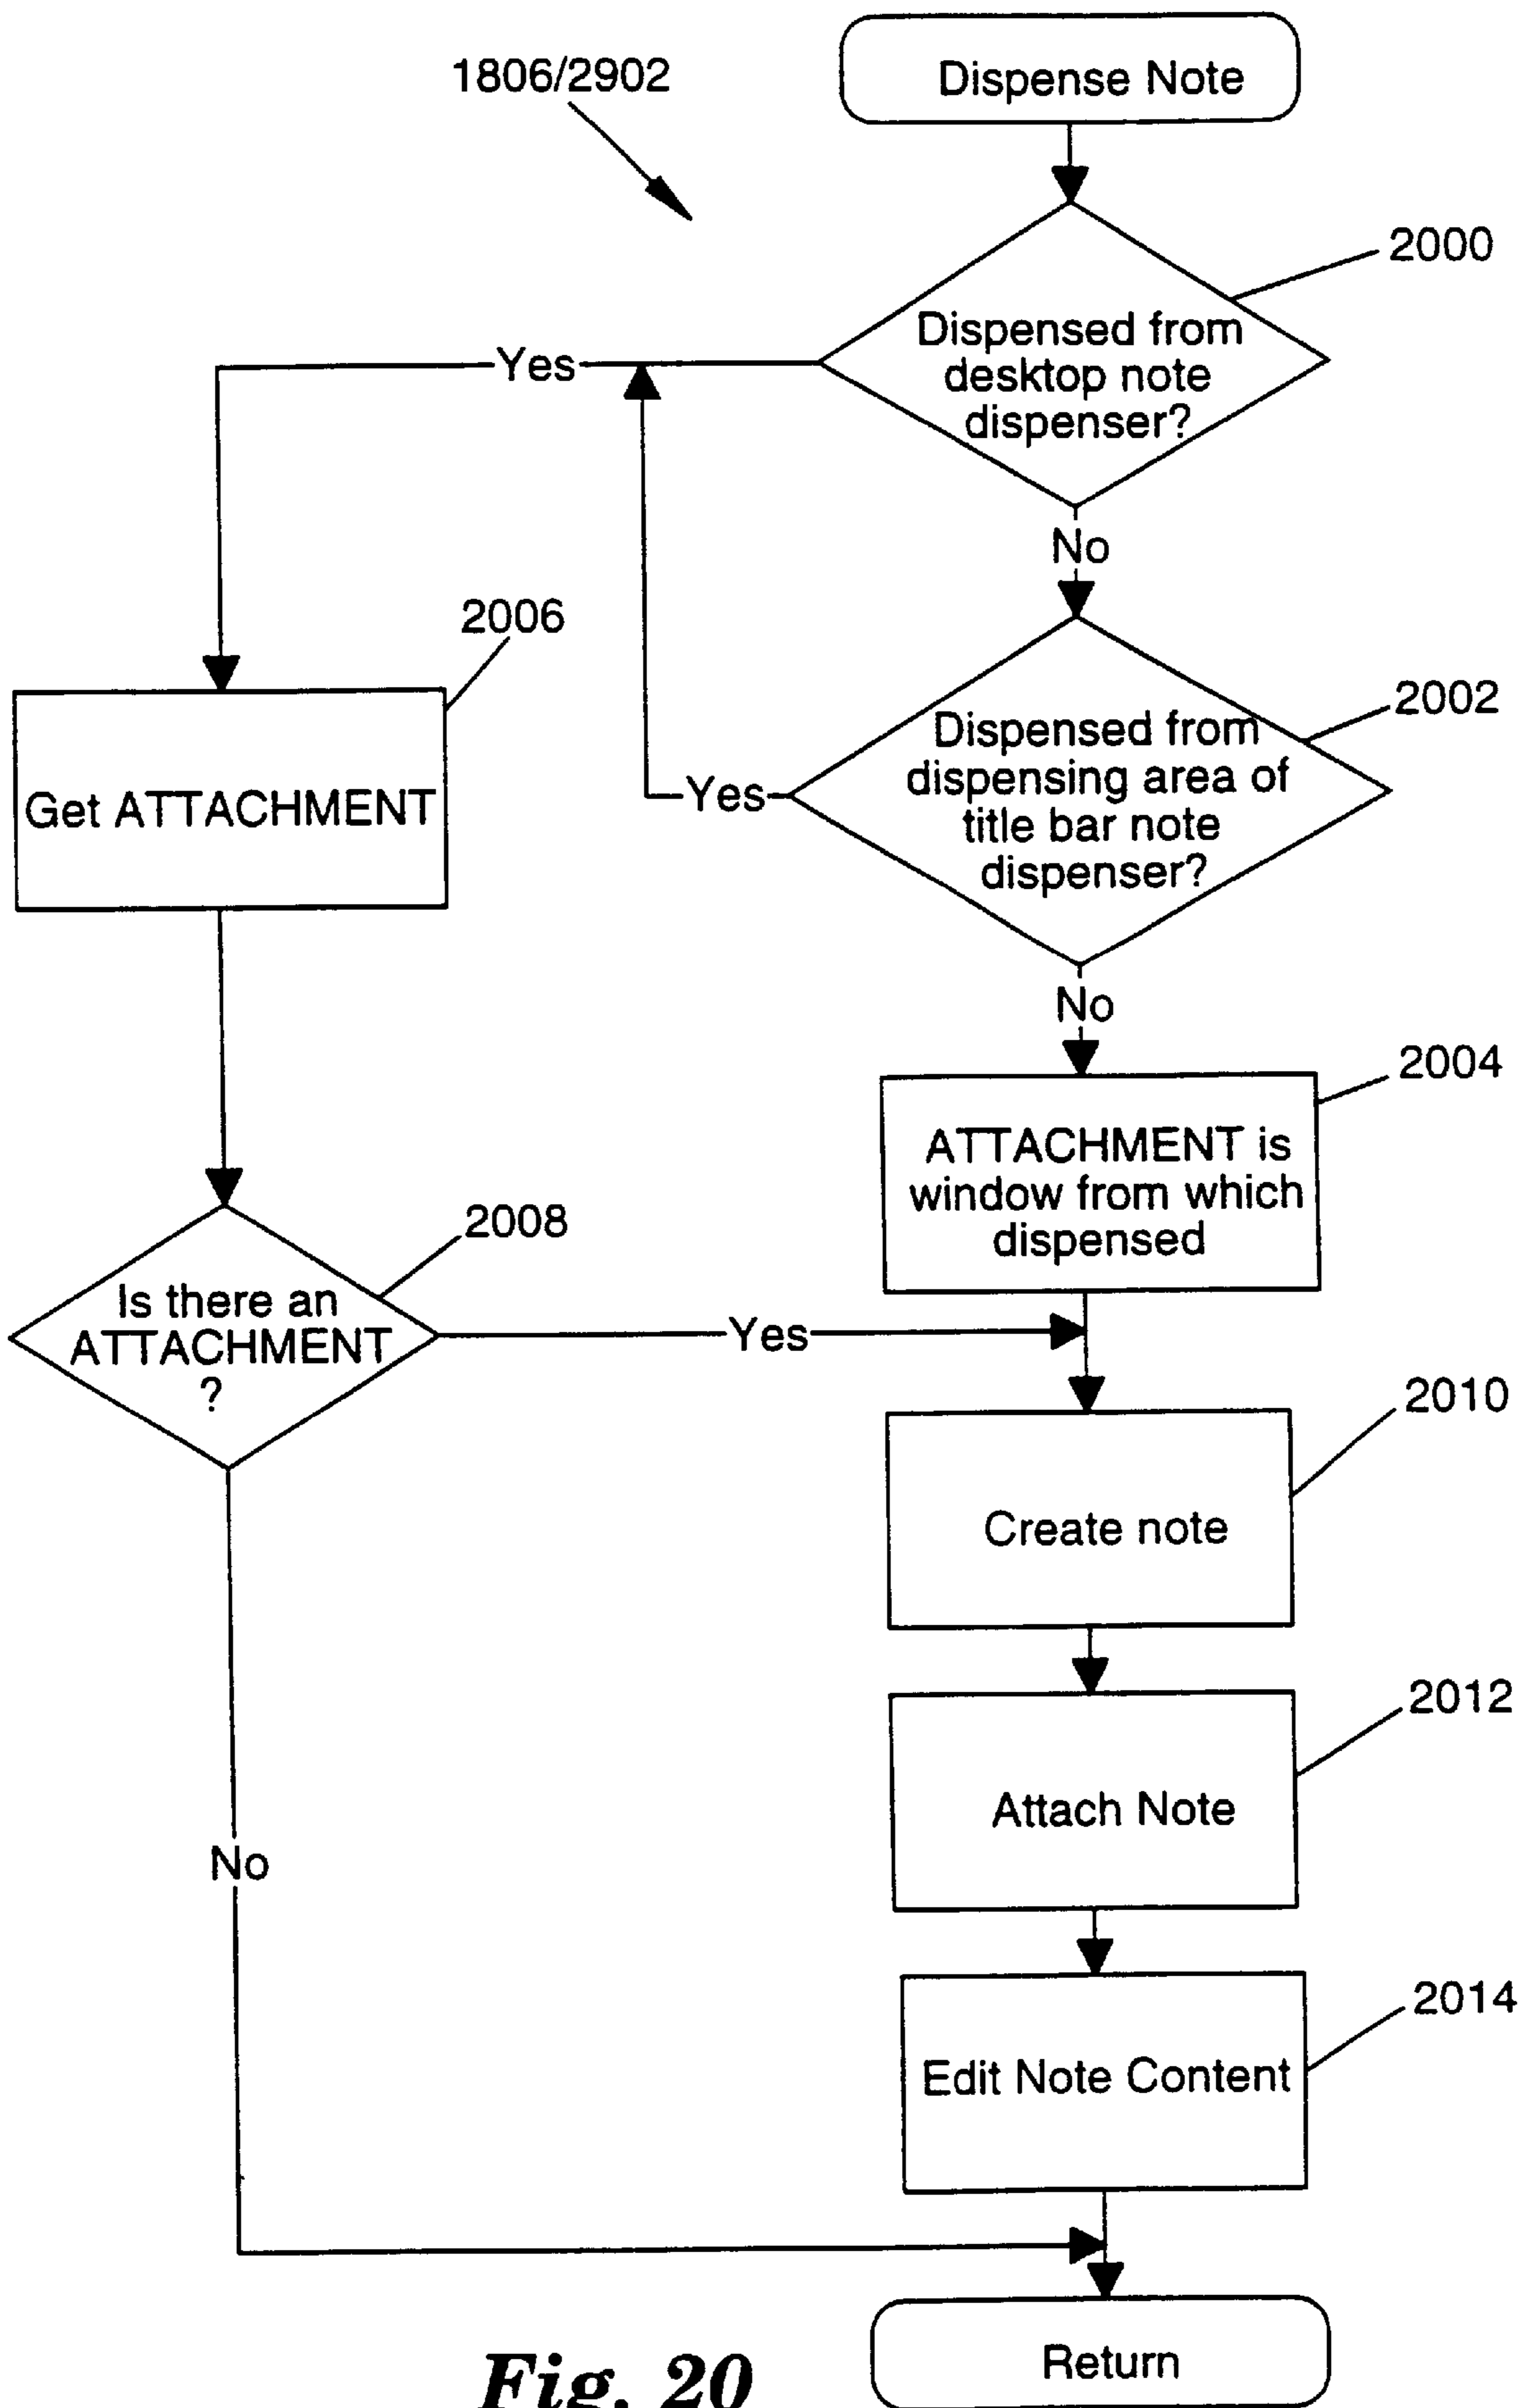 1806/2902
Dispense Note
2000
Dispensed from
desktop note
dispenser?
Yes
No
2006
2002
Dispensed from
dispensing area of
title bar note
dispenser?
Yes
Get ATTACHMENT
No
2004
ATTACHMENT is
window from which
dispensed
2008
Is there an
ATTACHMENT
?
Yes
2010
Create note
2012
Attach Note
No
2014
Edit Note Content
Return
Fig. 20